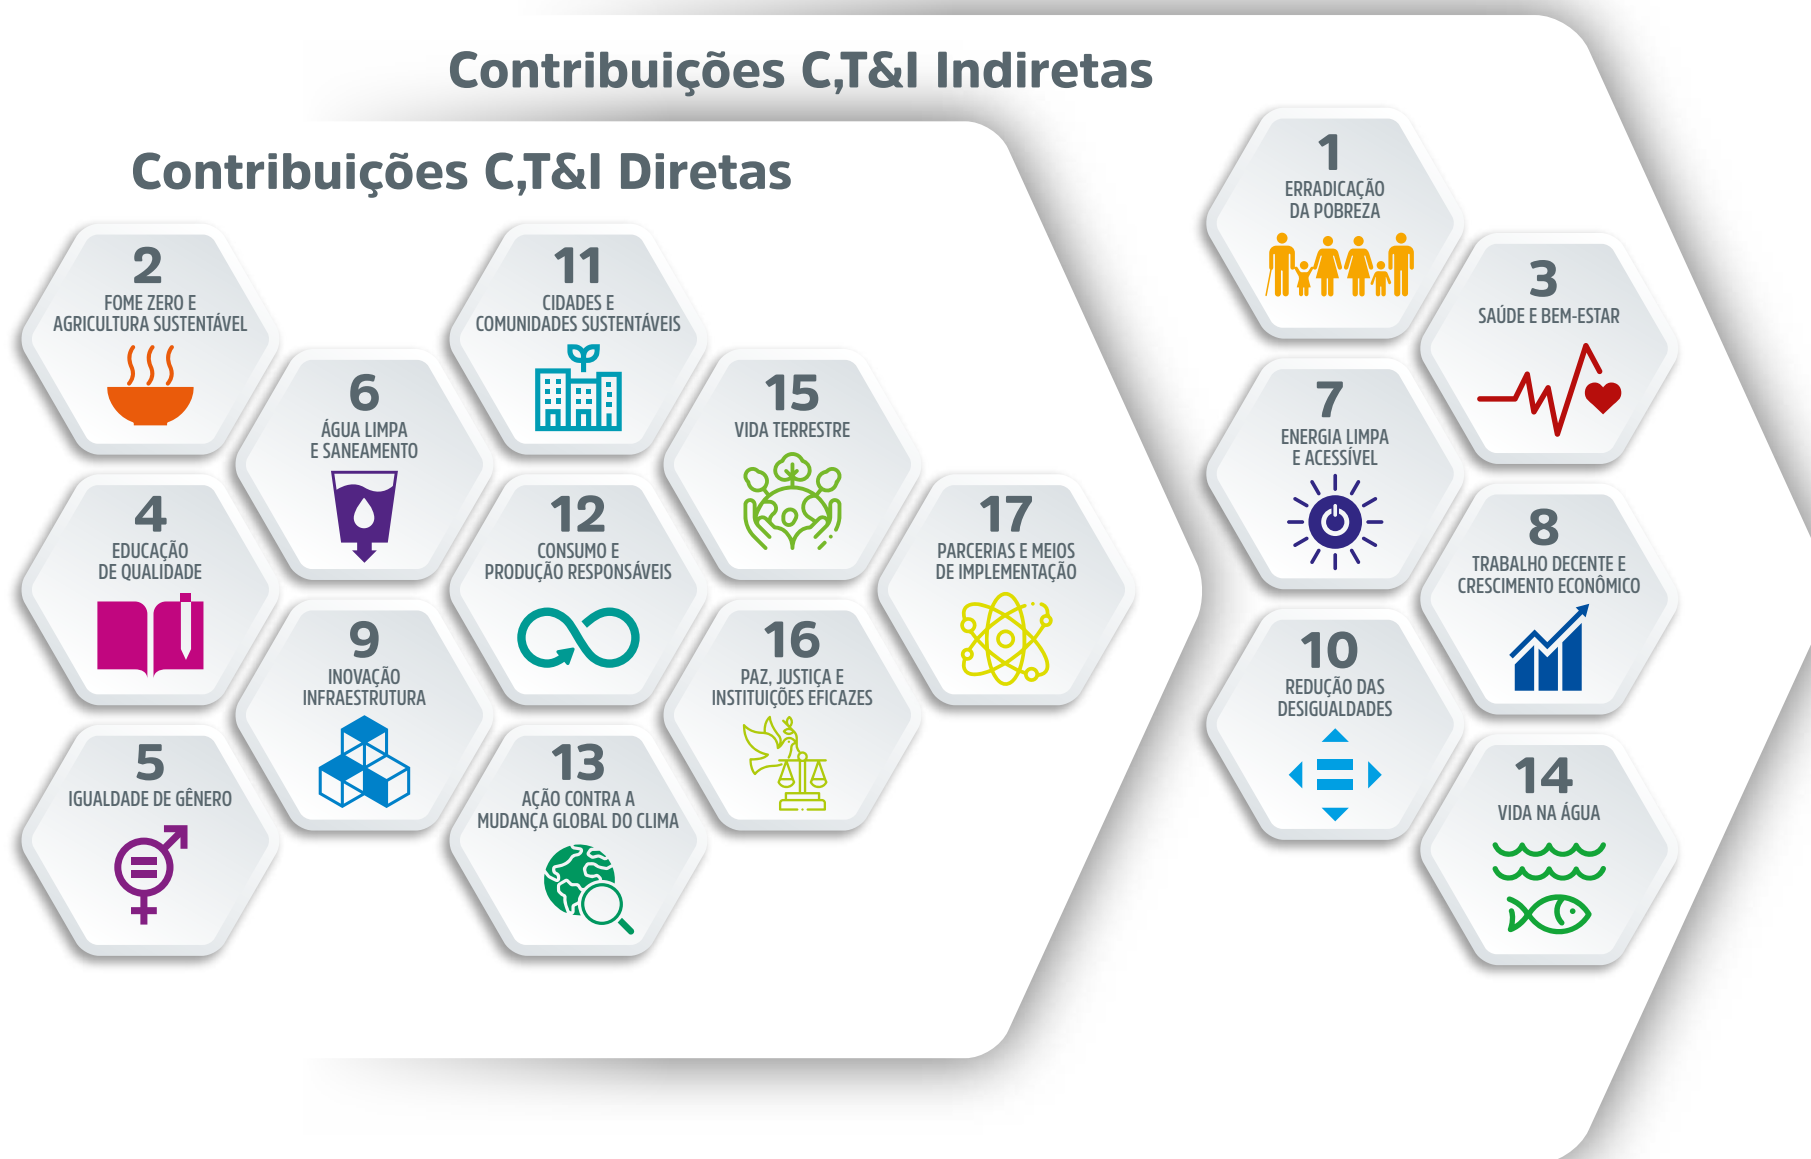 Contribuições C,T&I Indiretas
Contribuições C,T&I Diretas
2
FOME ZERO E
AGRICULTURA SUSTENTÁVEL
4
EDUCAÇÃO
DE QUALIDADE
5
IGUALDADE DE GÊNERO
6
ÁGUA LIMPA
E SANEAMENTO
9
INOVAÇÃO
INFRAESTRUTURA
11
CIDADES E
COMUNIDADES SUSTENTÁVEIS
12
CONSUMO E
PRODUÇÃO RESPONSÁVEIS
13
AÇÃO CONTRA A
MUDANÇA GLOBAL DO CLIMA
15
VIDA TERRESTRE
16
PAZ, JUSTIÇA E
INSTITUIÇÕES EFICAZES
17
PARCERIAS E MEIOS
DE IMPLEMENTAÇÃO
1
ERRADICAÇÃO
DA POBREZA
3
SAÚDE E BEM-ESTAR
7
ENERGIA LIMPA
E ACESSÍVEL
8
TRABALHO DECENTE E
CRESCIMENTO ECONÔMICO
10
REDUÇÃO DAS
DESIGUALDADES
14
VIDA NA ÁGUA